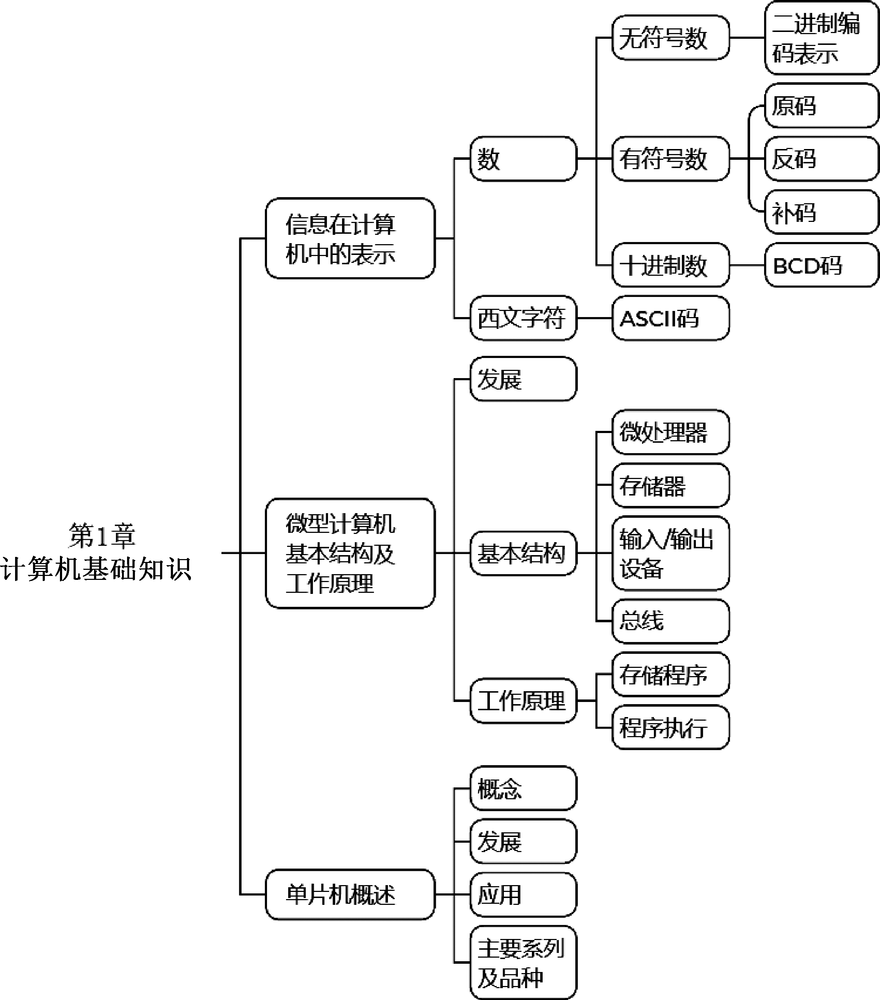 第1章
计算机基础知识
信息在计算
机中的表示
数
无符号数
二进制编
码表示
有符号数
原码
反码
补码
十进制数
BCD码
西文字符
ASCII码
微型计算机
基本结构及
工作原理
发展
基本结构
微处理器
存储器
输入/输出
设备
总线
工作原理
存储程序
程序执行
单片机概述
概念
发展
应用
主要系列
及品种